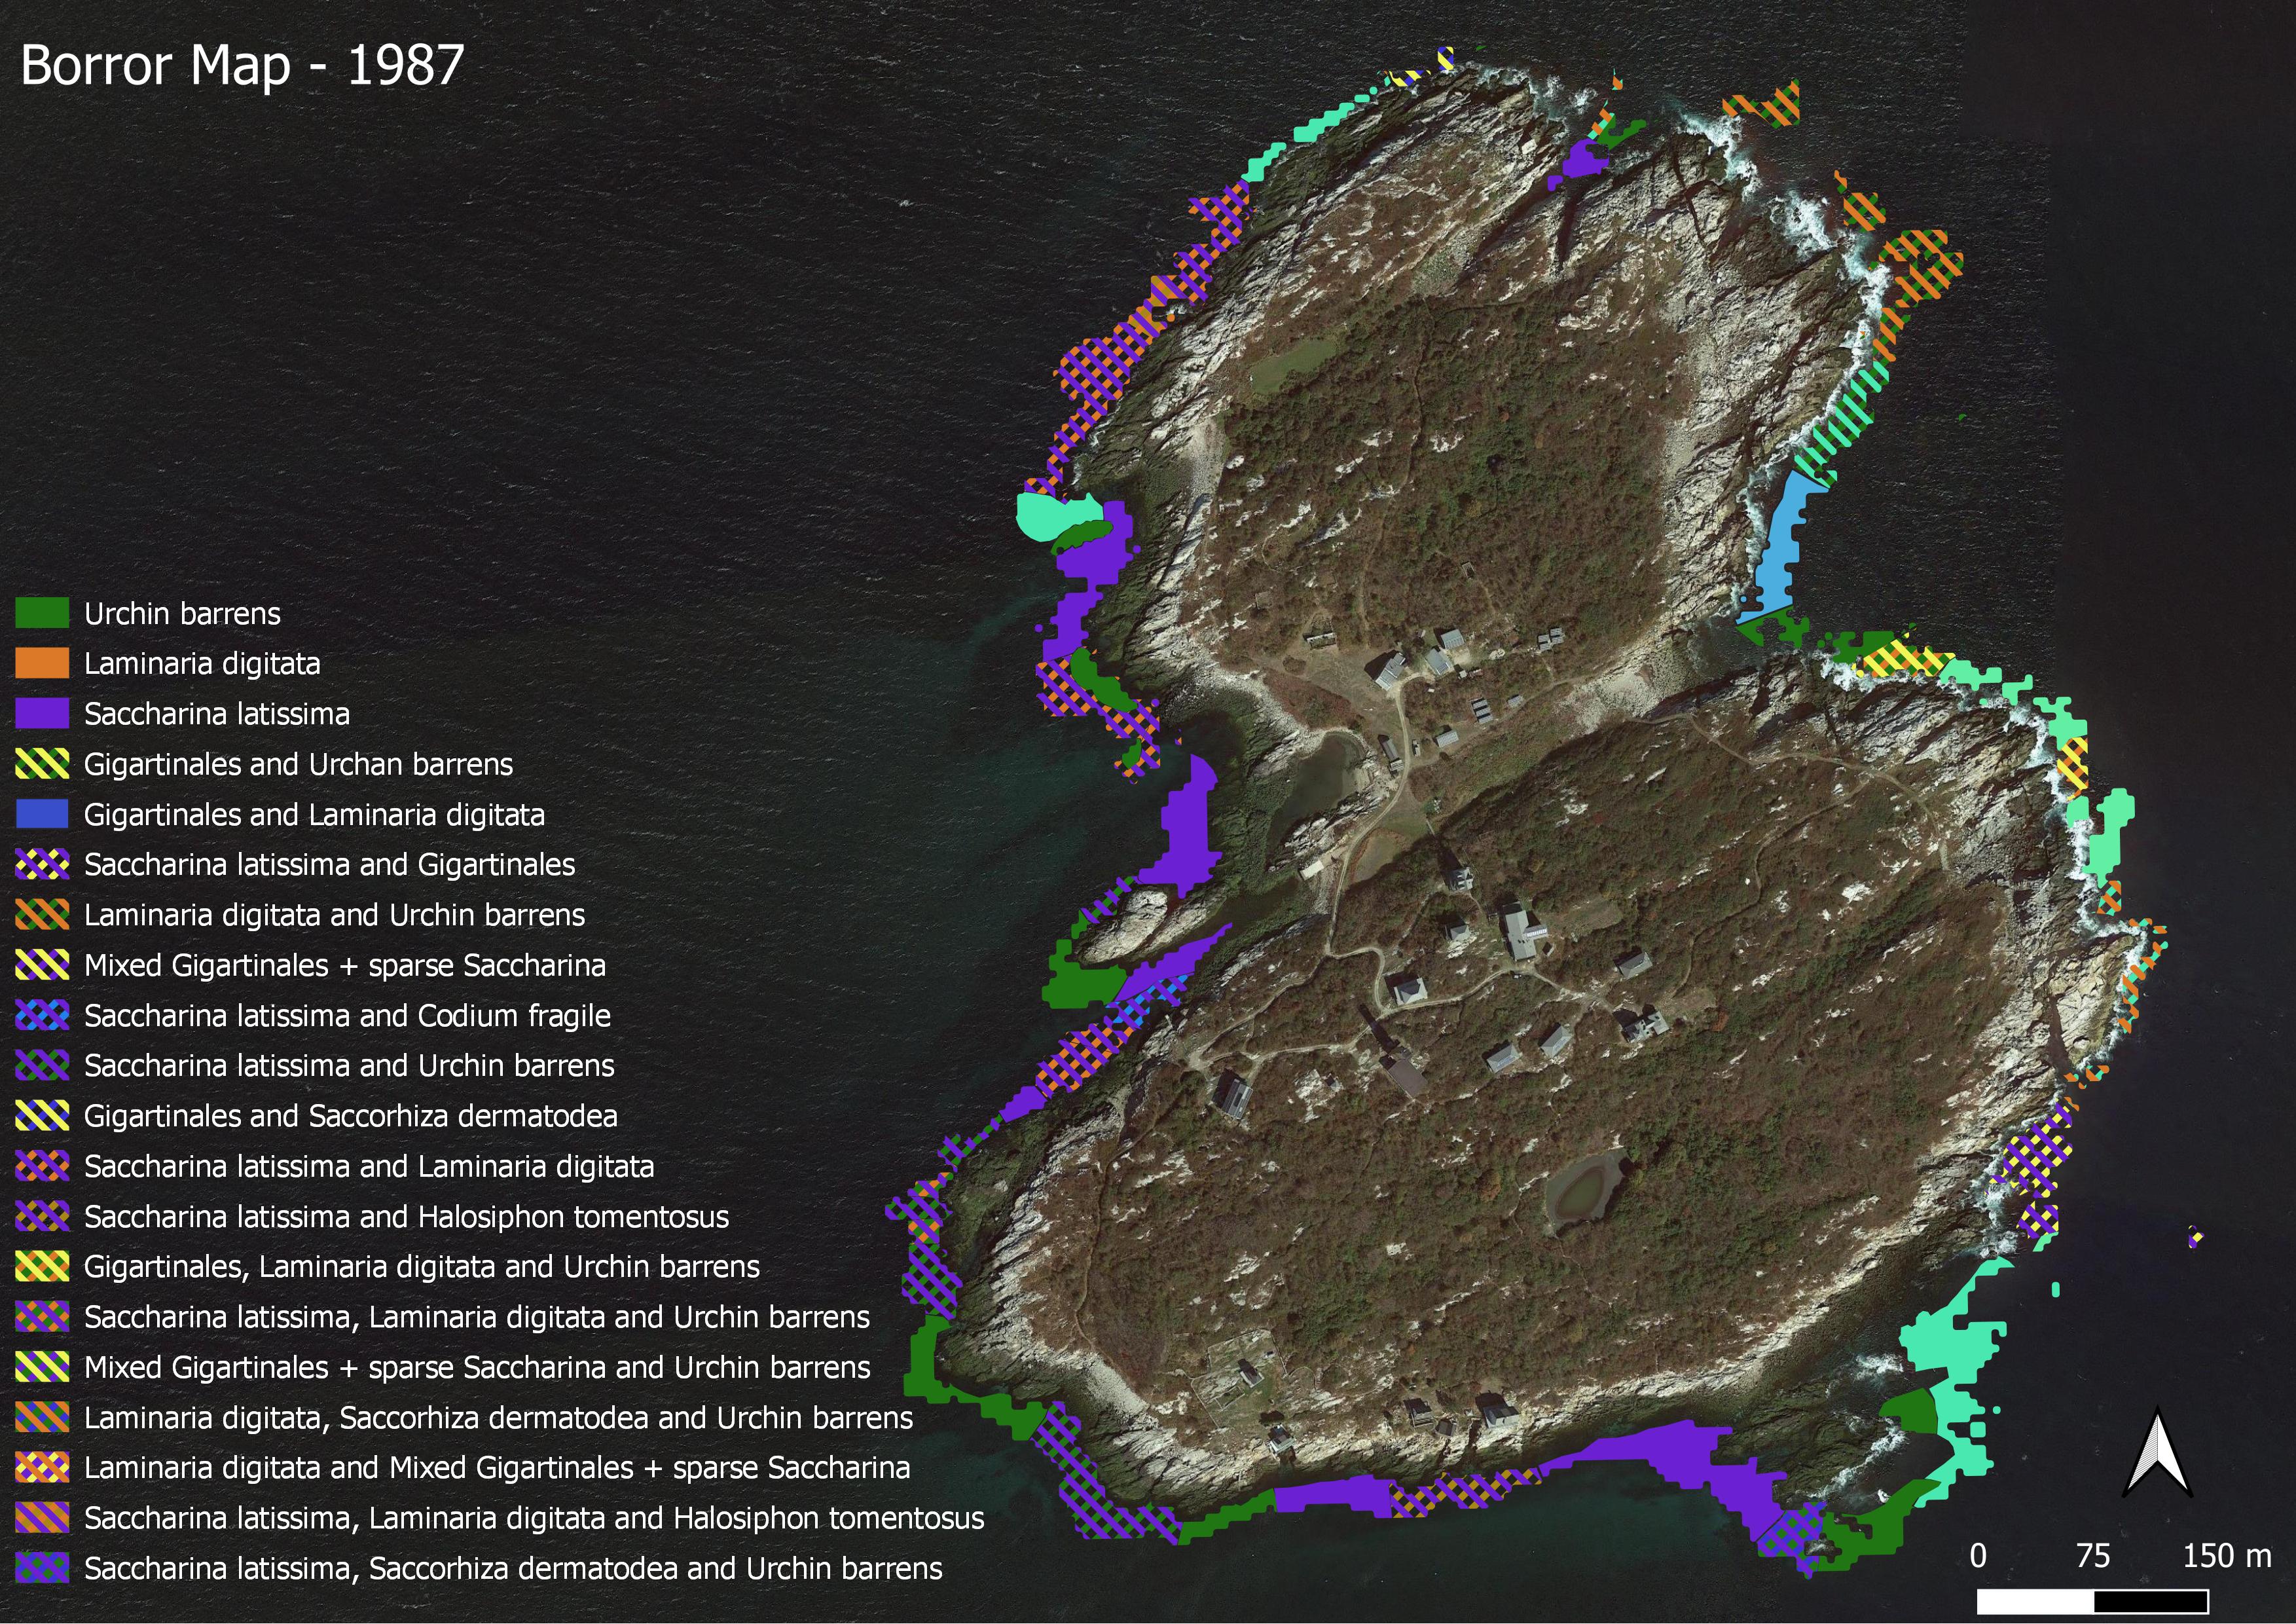 Borror Map - 1987
Urchin barrens
Laminaria digitata
Saccharina latissima
Gigartinales and Urchan barrens
Gigartinales and Laminaria digitata
Saccharina latissima and Gigartinales
Laminaria digitata and Urchin barrens
Mixed Gigartinales + sparse Saccharina
Saccharina latissima and Codium fragile
Saccharina latissima and Urchin barrens
Gigartinales and Saccorhiza dermatodea
Saccharina latissima and Laminaria digitata
Saccharina latissima and Halosiphon tomentosus
Gigartinales, Laminaria digitata and Urchin barrens
Saccharina latissima, Laminaria digitata and Urchin barrens
Mixed Gigartinales + sparse Saccharina and Urchin barrens
Laminaria digitata, Saccorhiza dermatodea and Urchin barrens
Laminaria digitata and Mixed Gigartinales + sparse Saccharina
Saccharina latissima, Laminaria digitata and Halosiphon tomentosus
Saccharina latissima, Saccorhiza dermatodea and Urchin barrens
0 75 150 m